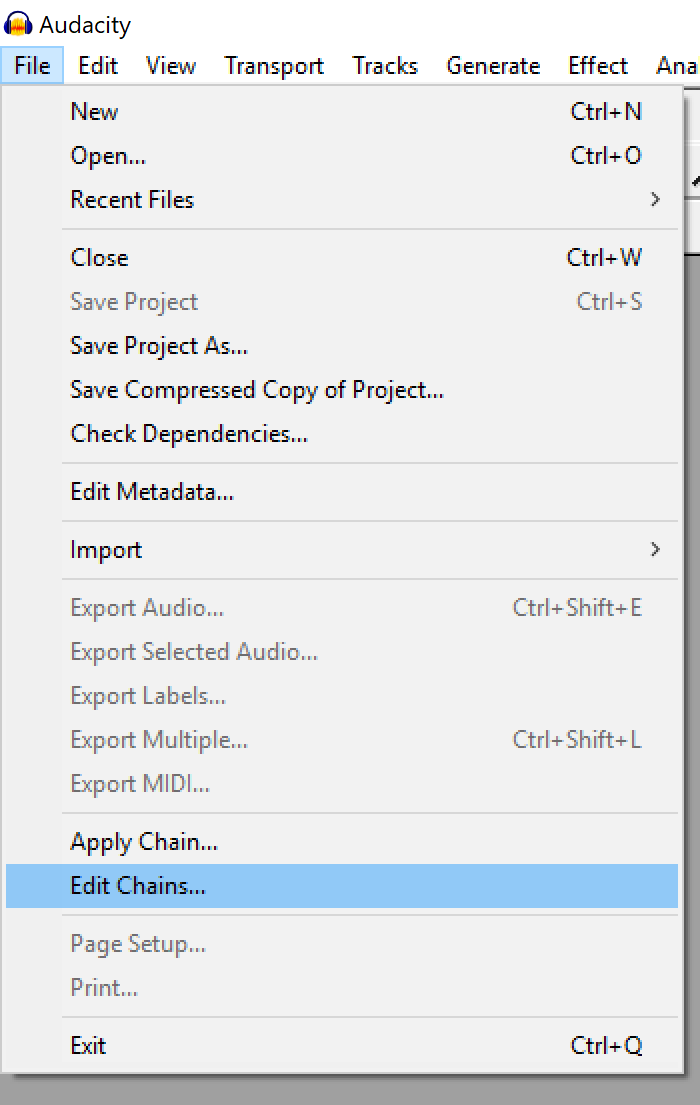 Audacity
File Edit View Transport Tracks Generate Effect Ana
New Ctrl+N
Open... Ctrl+O
Recent Files
Close Ctrl+W
Save Project Ctrl+S
Save Project As...
Save Compressed Copy of Project...
Check Dependencies...
Edit Metadata...
Import
Export Audio... Ctrl+Shift+E
Export Selected Audio...
Export Labels...
Export Multiple... Ctrl+Shift+L
Export MIDI...
Apply Chain...
Edit Chains...
Page Setup...
Print...
Exit Ctrl+Q